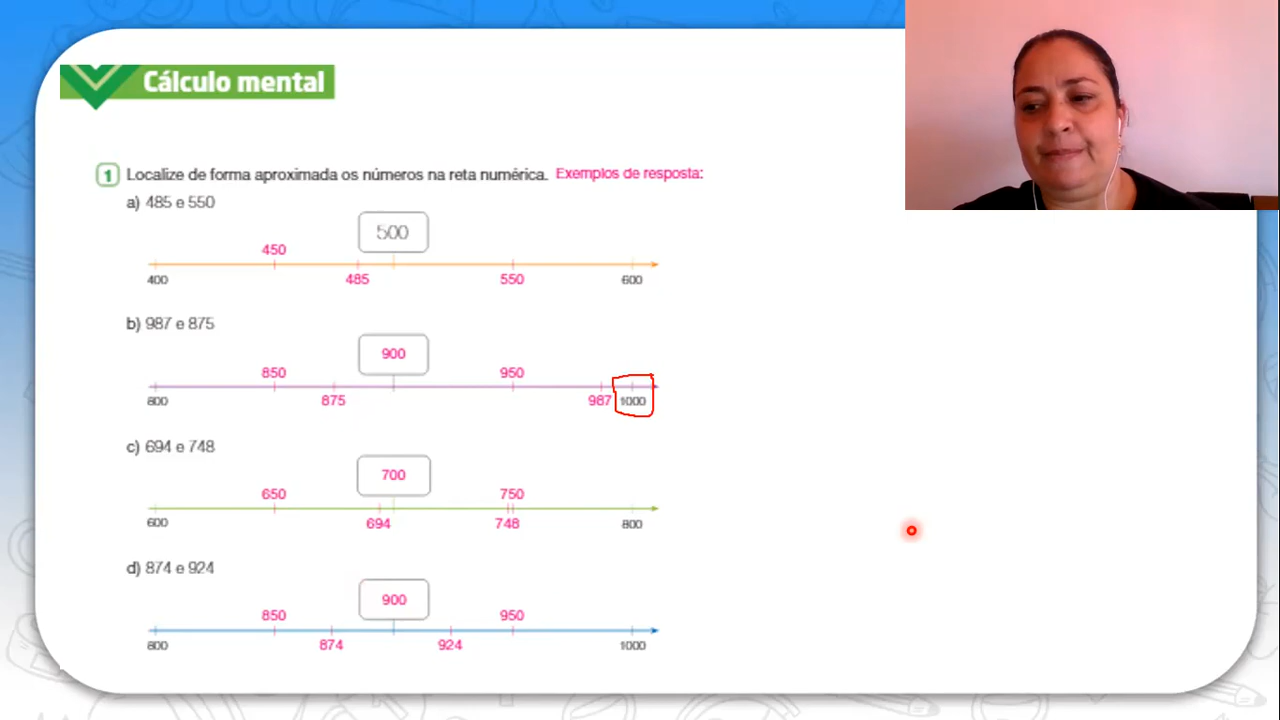 Cálculo mental
1 Localize de forma aproximada os números na reta numérica. Exemplos de resposta:
a) 485 e 550
500
450
400 485 550 600
b) 987 e 875
900
850 950
800 875 987 1000
c) 694 e 748
700
650 750
600 694 748 800
d) 874 e 924
900
850 950
800 874 924 1000